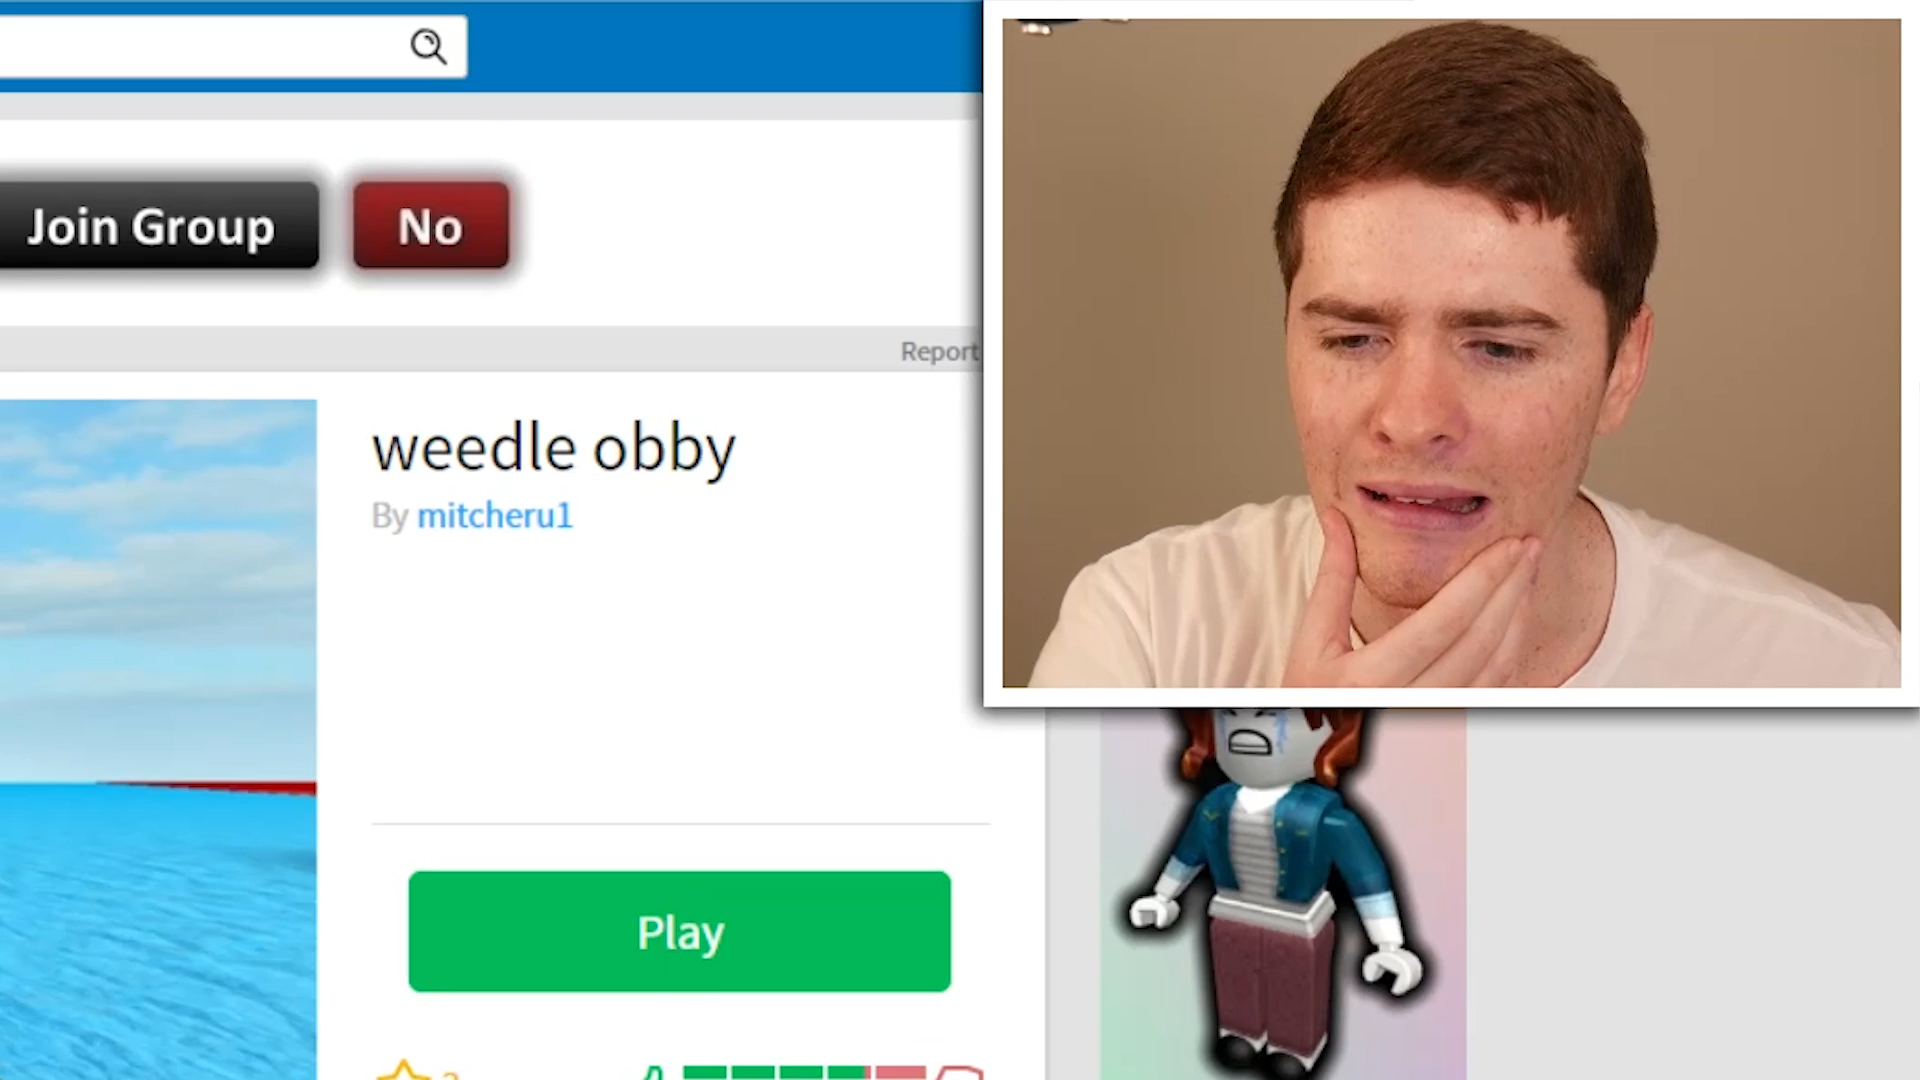 Join Group
No
Report
weedle obby
By mitcheru1
Play